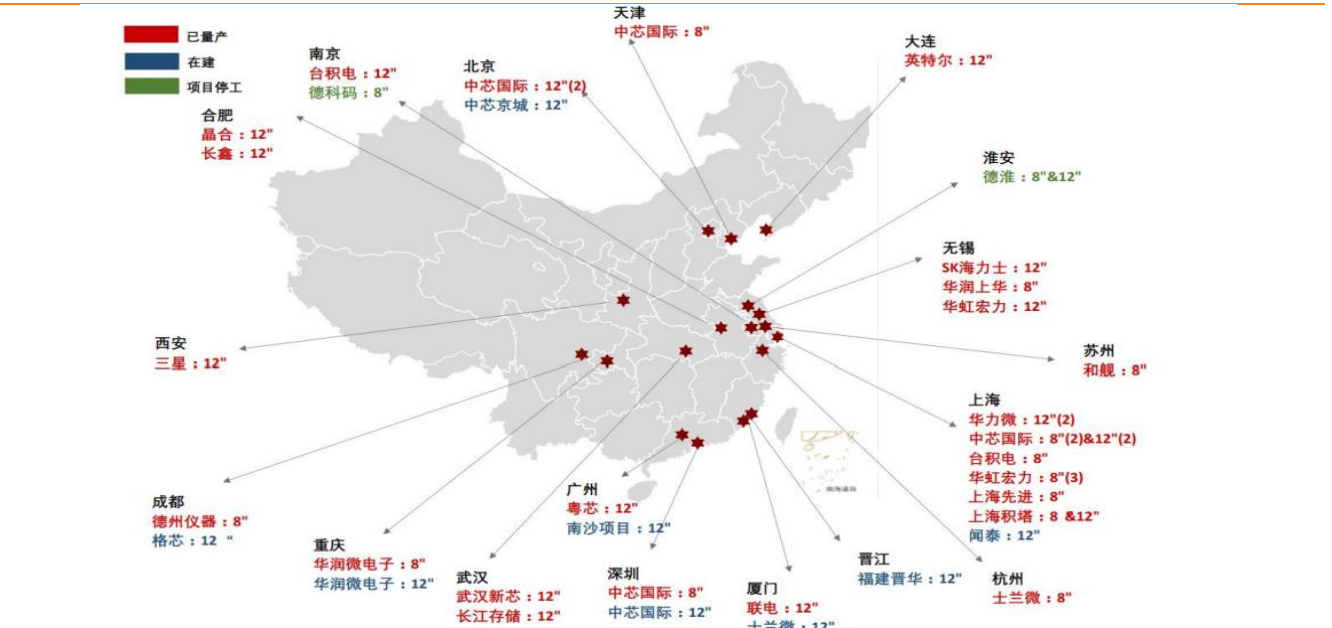 已量产
在建
项目停工
天津
中芯国际：8"
大连
英特尔：12"
南京
台积电：12"
德科码：8"
北京
中芯国际：12"(2)
中芯京城：12"
合肥
晶合：12"
长鑫：12"
淮安
德淮：8"&12"
无锡
SK海力士：12"
华润上华：8"
华虹宏力：12"
西安
三星：12"
苏州
和舰：8"
上海
华力微：12"(2)
中芯国际：8"(2)&12"(2)
台积电：8"
华虹宏力：8"(3)
上海先进：8"
上海积塔：8 &12"
闻泰：12"
南海诸岛
成都
德州仪器：8"
格芯：12 “
重庆
华润微电子：8"
华润微电子：12"
武汉
武汉新芯：12"
长江存储：12"
广州
粤芯：12"
南沙项目：12"
深圳
中芯国际：8"
中芯国际：12"
厦门
联电：12"
士兰微：12"
晋江
福建晋华：12"
杭州
士兰微：8"